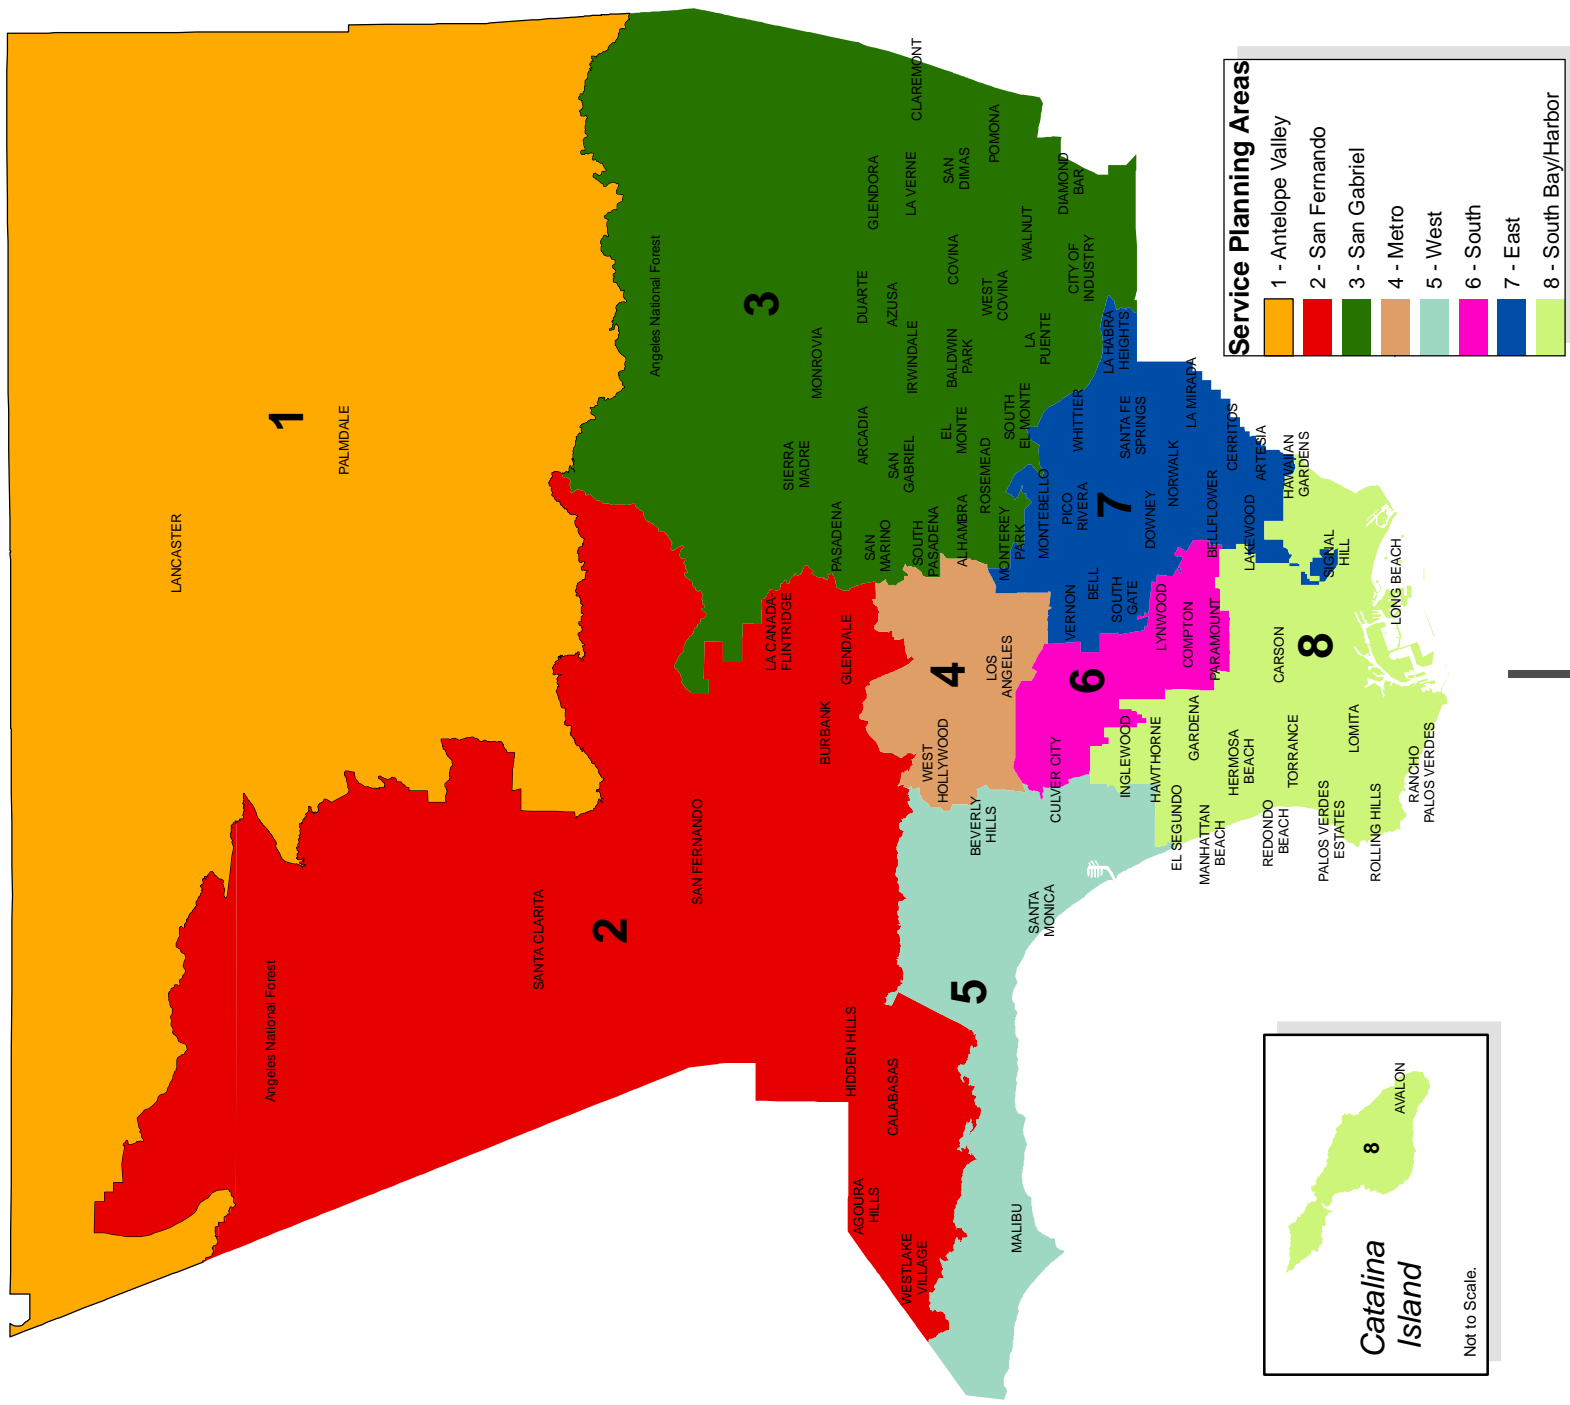 1
LANCASTER
PALMDALE
Angeles National Forest
2
SANTA CLARITA
SAN FERNANDO
Angeles National Forest
3
BURBANK
GLENDALE
LA CANADA-
FLINTRIDGE
HIDDEN HILLS
CALABASAS
AGOURA
HILLS
WESTLAKE
VILLAGE
PASADENA
SIERRA
MADRE
MONROVIA
ARCADIA
DUARTE
AZUSA
GLENDORA
LA VERNE
CLAREMONT
SAN
MARINO
SAN
GABRIEL
IRWINDALE
SOUTH
PASADENA
ALHAMBRA
EL
MONTE
BALDWIN
PARK
COVINA
SAN
DIMAS
POMONA
ROSEMEAD
SOUTH
EL MONTE
WEST
COVINA
MONTEREY
PARK
LA
PUENTE
WALNUT
CITY OF
INDUSTRY
DIAMOND
BAR
4
WEST
HOLLYWOOD
LOS
ANGELES
5
BEVERLY
HILLS
CULVER CITY
SANTA
MONICA
MALIBU
6
LYNWOOD
COMPTON
PARAMOUNT
7
MONTEBELLO
PICO
RIVERA
WHITTIER
LA HABRA
HEIGHTS
VERNON
BELL
SOUTH
GATE
DOWNEY
SANTA FE
SPRINGS
NORWALK
LA MIRADA
BELLFLOWER
CERRITOS
LAKEWOOD
ARTESIA
HAWAIIAN
GARDENS
SIGNAL
HILL
8
INGLEWOOD
HAWTHORNE
EL SEGUNDO
GARDENA
MANHATTAN
BEACH
HERMOSA
BEACH
REDONDO
BEACH
TORRANCE
CARSON
PALOS VERDES
ESTATES
LOMITA
ROLLING HILLS
RANCHO
PALOS VERDES
LONG BEACH
Catalina
Island
Not to Scale.
8
AVALON
Service Planning Areas
1 - Antelope Valley
2 - San Fernando
3 - San Gabriel
4 - Metro
5 - West
6 - South
7 - East
8 - South Bay/Harbor